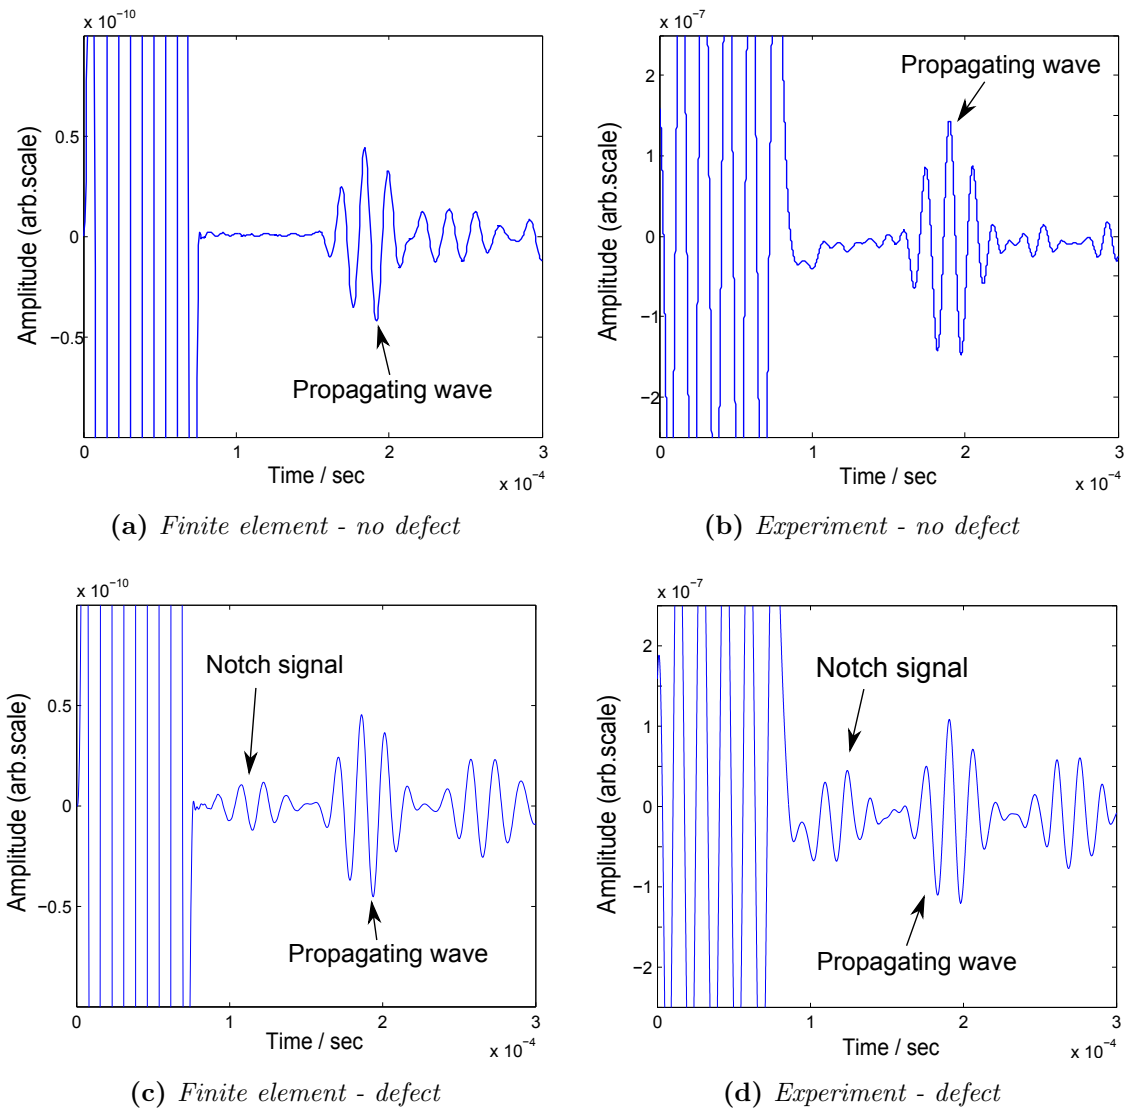 x 10⁻¹⁰
0.5
0
−0.5
Amplitude (arb.scale)
Propagating wave
0 1 2 3
Time / sec
x 10⁻⁴
(a) Finite element - no defect
x 10⁻⁷
2
1
0
−1
−2
Amplitude (arb.scale)
Propagating wave
0 1 2 3
Time / sec
x 10⁻⁴
(b) Experiment - no defect
x 10⁻¹⁰
0.5
0
−0.5
Amplitude (arb.scale)
Notch signal
Propagating wave
0 1 2 3
Time / sec
x 10⁻⁴
(c) Finite element - defect
x 10⁻⁷
2
1
0
−1
−2
Amplitude (arb.scale)
Notch signal
Propagating wave
0 1 2 3
Time / sec
x 10⁻⁴
(d) Experiment - defect